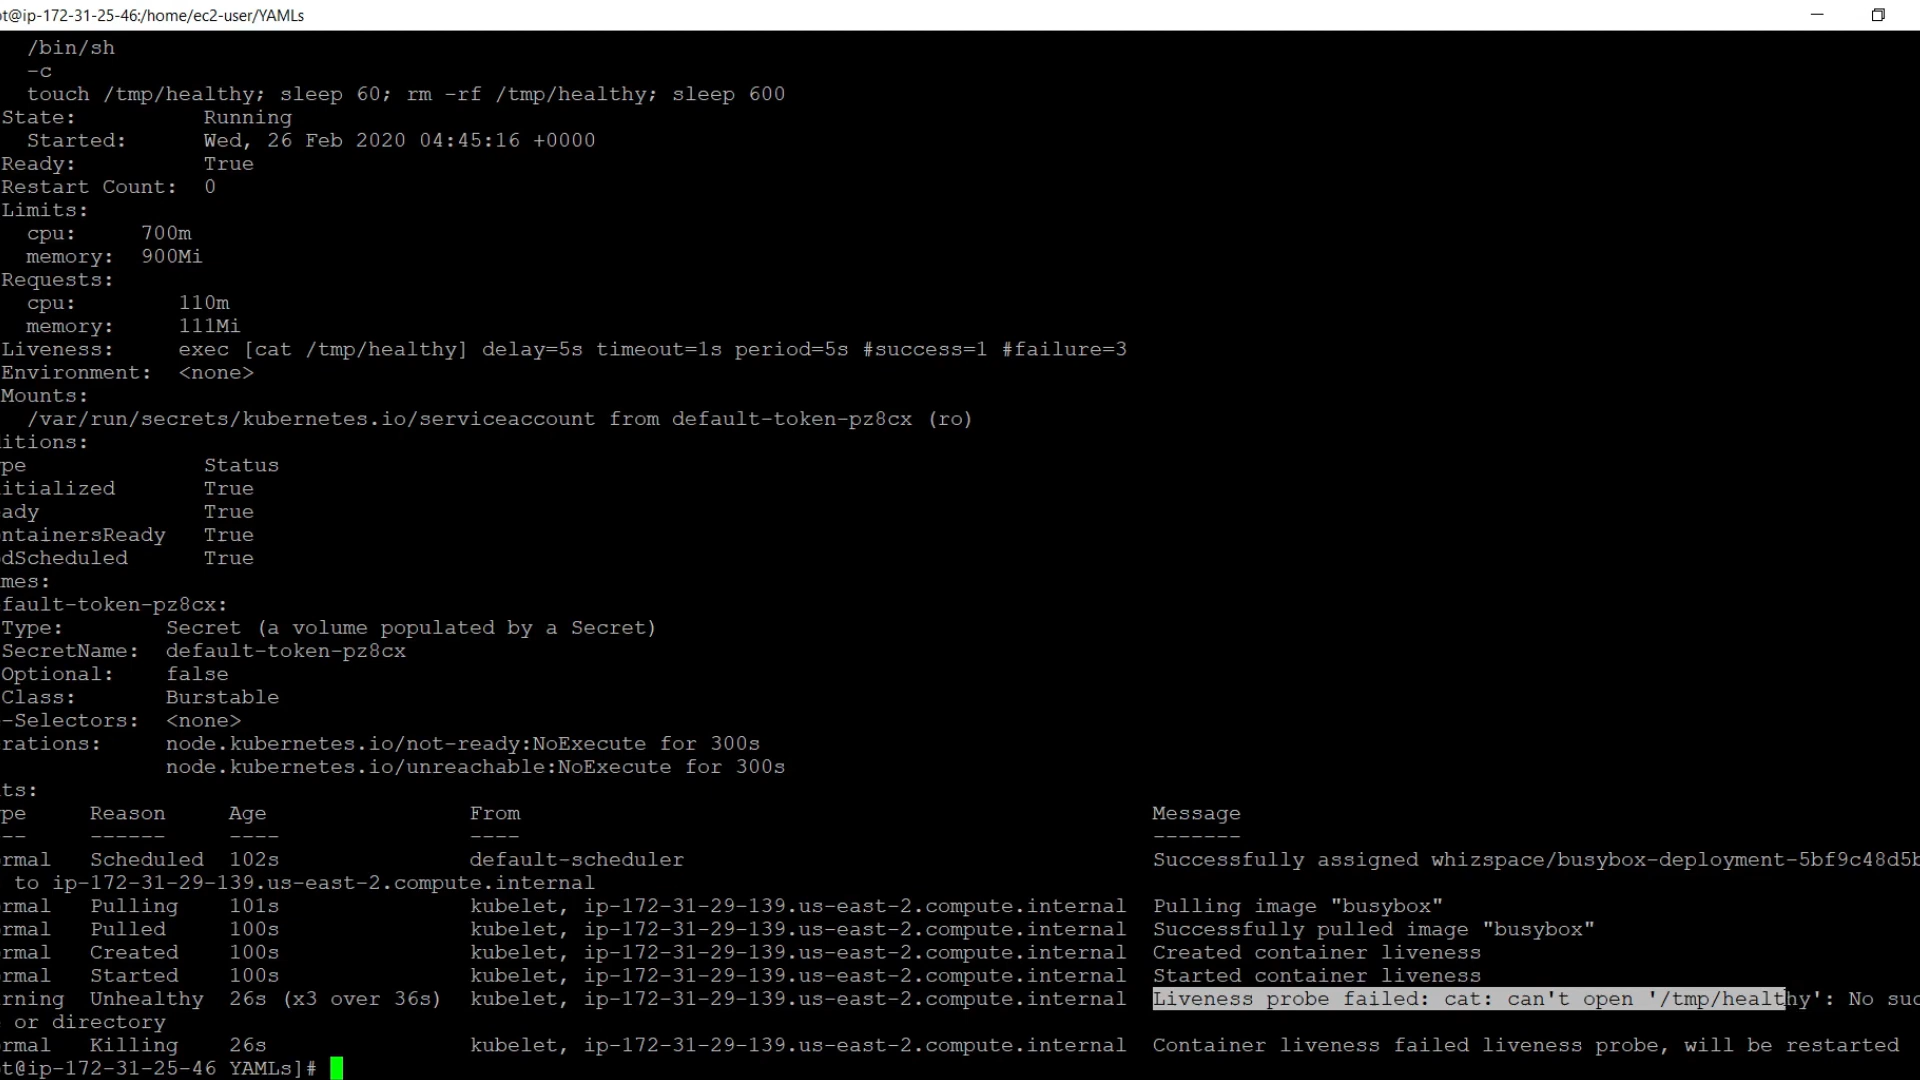 t@ip-172-31-25-46:/home/ec2-user/YAMLs
/bin/sh
-c
touch /tmp/healthy; sleep 60; rm -rf /tmp/healthy; sleep 600
State: Running
Started: Wed, 26 Feb 2020 04:45:16 +0000
Ready: True
Restart Count: 0
Limits:
cpu: 700m
memory: 900Mi
Requests:
cpu: 110m
memory: 111Mi
Liveness: exec [cat /tmp/healthy] delay=5s timeout=1s period=5s #success=1 #failure=3
Environment: <none>
Mounts:
/var/run/secrets/kubernetes.io/serviceaccount from default-token-pz8cx (ro)
itions:
pe Status
itialized True
ady True
ntainersReady True
dScheduled True
mes:
fault-token-pz8cx:
Type: Secret (a volume populated by a Secret)
SecretName: default-token-pz8cx
Optional: false
Class: Burstable
-Selectors: <none>
rations: node.kubernetes.io/not-ready:NoExecute for 300s
node.kubernetes.io/unreachable:NoExecute for 300s
ts:
pe Reason Age From Message
-- ------ ---- ---- -------
rmal Scheduled 102s default-scheduler Successfully assigned whizspace/busybox-deployment-5bf9c48d5b
to ip-172-31-29-139.us-east-2.compute.internal
rmal Pulling 101s kubelet, ip-172-31-29-139.us-east-2.compute.internal Pulling image "busybox"
rmal Pulled 100s kubelet, ip-172-31-29-139.us-east-2.compute.internal Successfully pulled image "busybox"
rmal Created 100s kubelet, ip-172-31-29-139.us-east-2.compute.internal Created container liveness
rmal Started 100s kubelet, ip-172-31-29-139.us-east-2.compute.internal Started container liveness
rning Unhealthy 26s (x3 over 36s) kubelet, ip-172-31-29-139.us-east-2.compute.internal Liveness probe failed: cat: can't open '/tmp/healthy': No suc
or directory
rmal Killing 26s kubelet, ip-172-31-29-139.us-east-2.compute.internal Container liveness failed liveness probe, will be restarted
t@ip-172-31-25-46 YAMLs]#